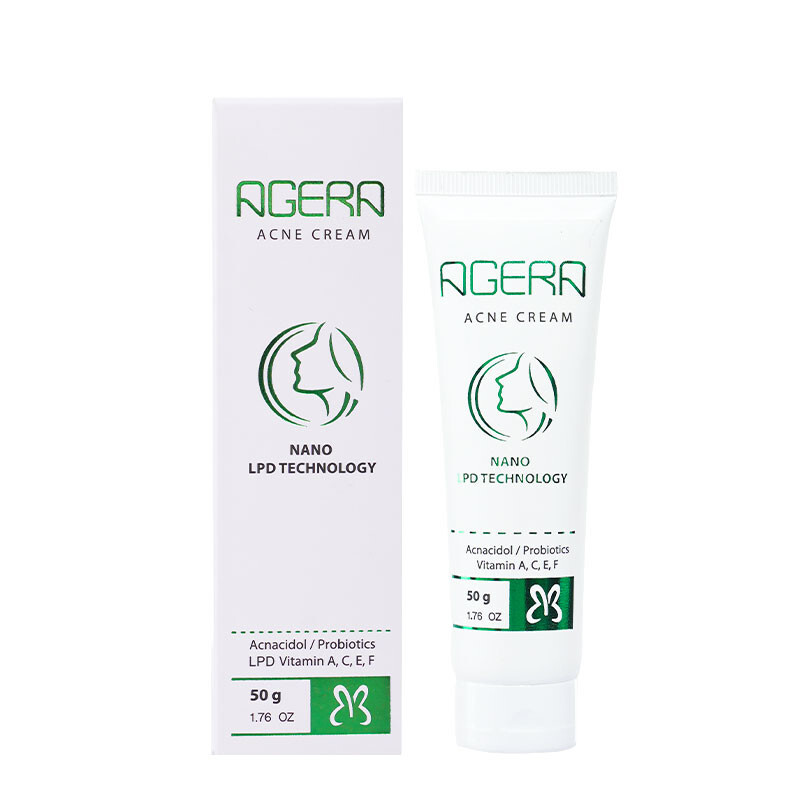 AGERA
ACNE CREAM
NANO
LPD TECHNOLOGY
Acnacidol / Probiotics
LPD Vitamin A, C, E, F
50 g
1.76 OZ
AGERA
ACNE CREAM
NANO
LPD TECHNOLOGY
Acnacidol / Probiotics
Vitamin A, C, E, F
50 g
1.76 OZ